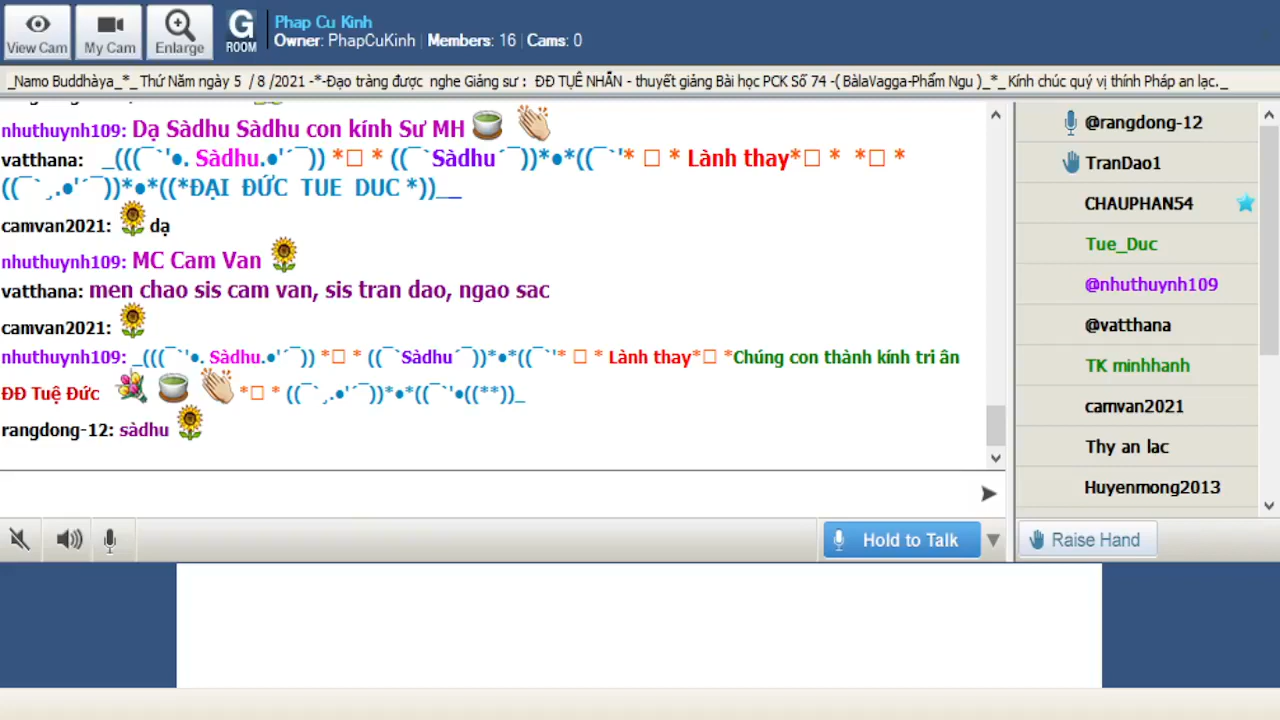 View Cam
My Cam
Enlarge
G
ROOM
Phap Cu Kinh
Owner: PhapCuKinh | Members: 16 | Cams: 0
_Namo Buddhàya_*_ Thứ Năm ngày 5 / 8 /2021 -*-Đạo tràng được nghe Giảng sư : ĐĐ TUỆ NHẪN - thuyết giảng Bài học PCK Số 74 -( BàlaVagga-Phẩm Ngu )_*_ Kính chúc quý vị thính Pháp an lạc._
nhuthuynh109: Dạ Sàdhu Sàdhu con kính Sư MH
vatthana: _(((¯`'•. Sàdhu.•'´¯)) *□ * ((¯`Sàdhu´¯))*•*((¯`'* □ * Lành thay*□ * *□ *
((¯`¸.•'´¯))*•*((*ĐẠI ĐỨC TUE DUC *))__
camvan2021: dạ
nhuthuynh109: MC Cam Van
vatthana: men chao sis cam van, sis tran dao, ngao sac
camvan2021:
nhuthuynh109: _(((¯`'•. Sàdhu.•'´¯)) *□ * ((¯`Sàdhu´¯))*•*((¯`'* □ * Lành thay*□ *Chúng con thành kính tri ân
ĐĐ Tuệ Đức *□ * ((¯`¸.•'´¯))*•*((¯`'•((**))_
rangdong-12: sàdhu
@rangdong-12
TranDao1
CHAUPHAN54
Tue_Duc
@nhuthuynh109
@vatthana
TK minhhanh
camvan2021
Thy an lac
Huyenmong2013
Hold to Talk
Raise Hand